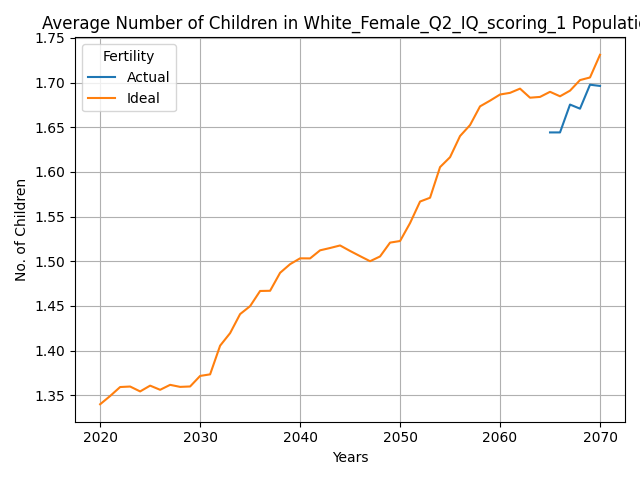 Average Number of Children in White_Female_Q2_IQ_scoring_1 Populatio
1.75
1.70
1.65
1.60
1.55
1.50
1.45
1.40
1.35
No. of Children
Fertility
Actual
Ideal
2020 2030 2040 2050 2060 2070
Years